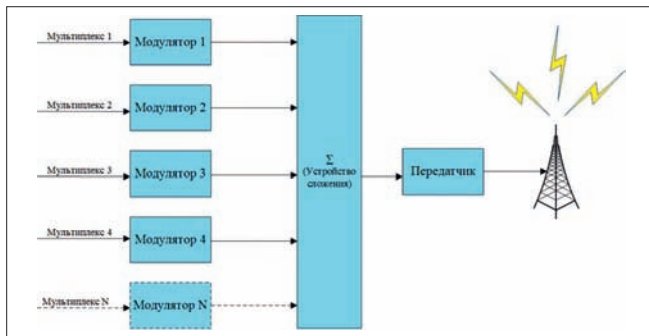 Мультиплекс 1
Модулятор 1
Мультиплекс 2
Модулятор 2
Мультиплекс 3
Модулятор 3
Мультиплекс 4
Модулятор 4
Мультиплекс N
Модулятор N
Σ
(Устройство
сложения)
Передатчик